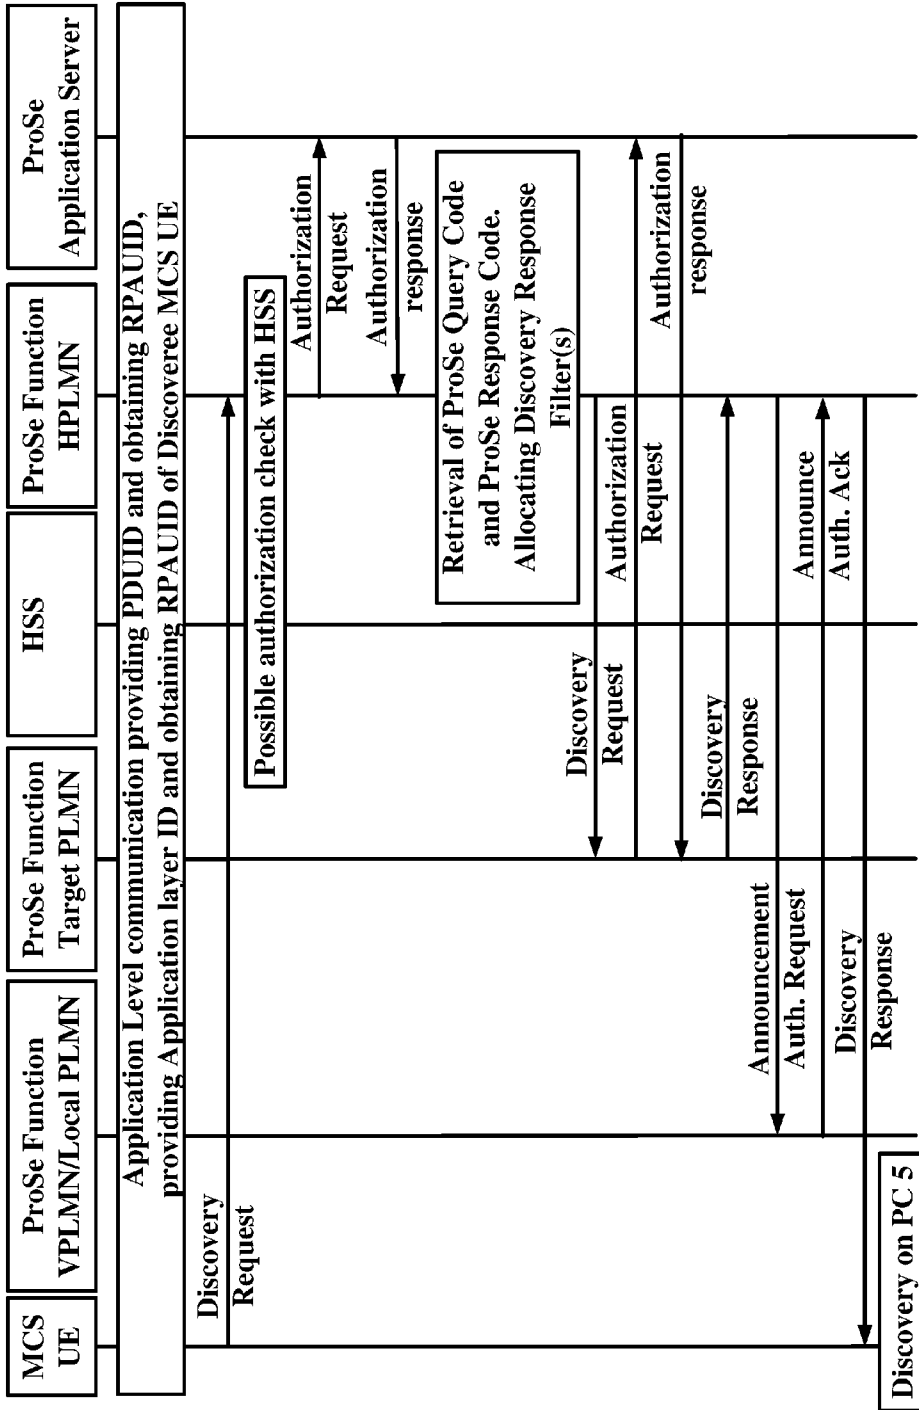 MCS
UE
ProSe Function
VPLMN/Local PLMN
ProSe Function
Target PLMN
HSS
ProSe Function
HPLMN
ProSe
Application Server
Application Level communication providing PDUID and obtaining RPAUID,
providing Application layer ID and obtaining RPAUID of Discoveree MCS UE
Discovery
Request
Possible authorization check with HSS
Authorization
Request
Authorization
response
Retrieval of ProSe Query Code
and ProSe Response Code.
Allocating Discovery Response
Filter(s)
Discovery
Request
Authorization
Request
Authorization
response
Discovery
Response
Announcement
Auth. Request
Announce
Auth. Ack
Discovery
Response
Discovery on PC 5